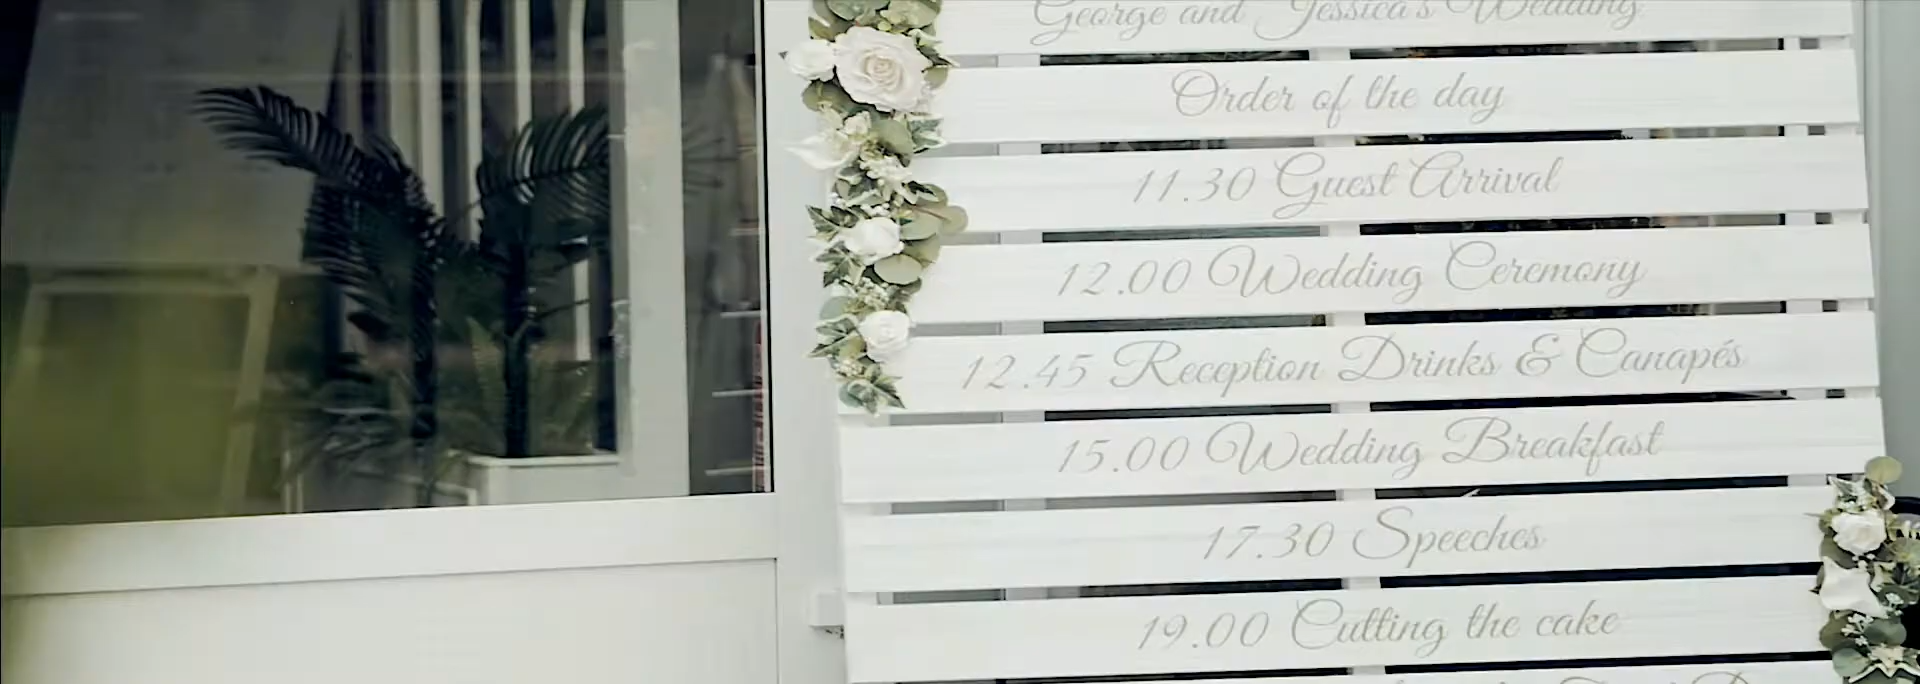 George and Jessica's Wedding
Order of the day
11.30 Guest Arrival
12.00 Wedding Ceremony
12.45 Reception Drinks & Canapés
15.00 Wedding Breakfast
17.30 Speeches
19.00 Cutting the cake